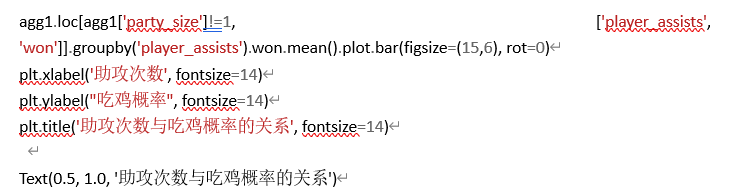 agg1.loc[agg1['party_size']!=1, ['player_assists',
'won']].groupby('player_assists').won.mean().plot.bar(figsize=(15,6), rot=0)
plt.xlabel('助攻次数', fontsize=14)
plt.ylabel("吃鸡概率", fontsize=14)
plt.title('助攻次数与吃鸡概率的关系', fontsize=14)
Text(0.5, 1.0, '助攻次数与吃鸡概率的关系')